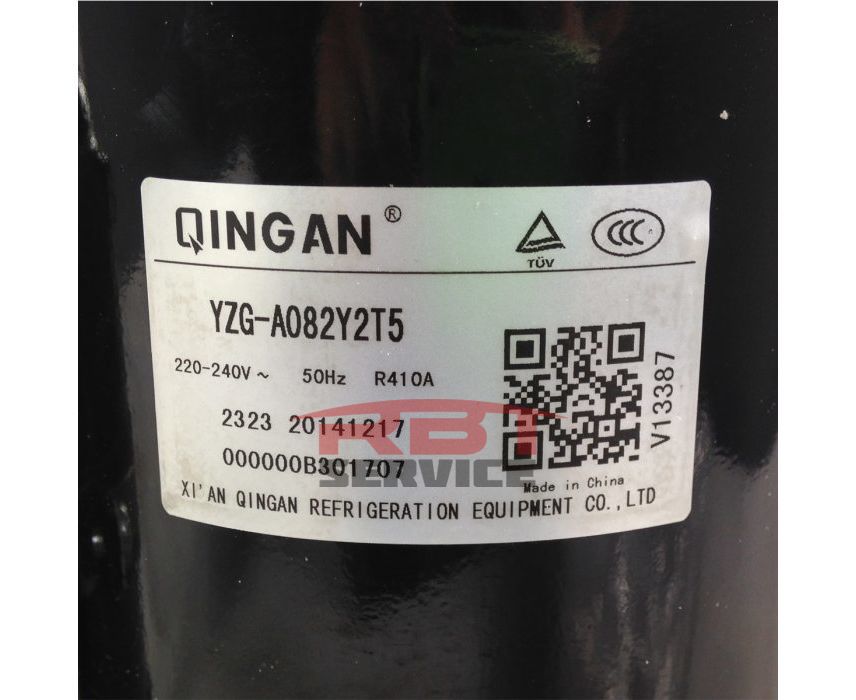 QINGAN®
TÜV
CCC
YZG-A082Y2T5
220-240V~ 50Hz R410A
V13387
2323 20141217
000000B301707
RBT
SERVICE
Made in China
XI'AN QINGAN REFRIGERATION EQUIPMENT CO.,LTD